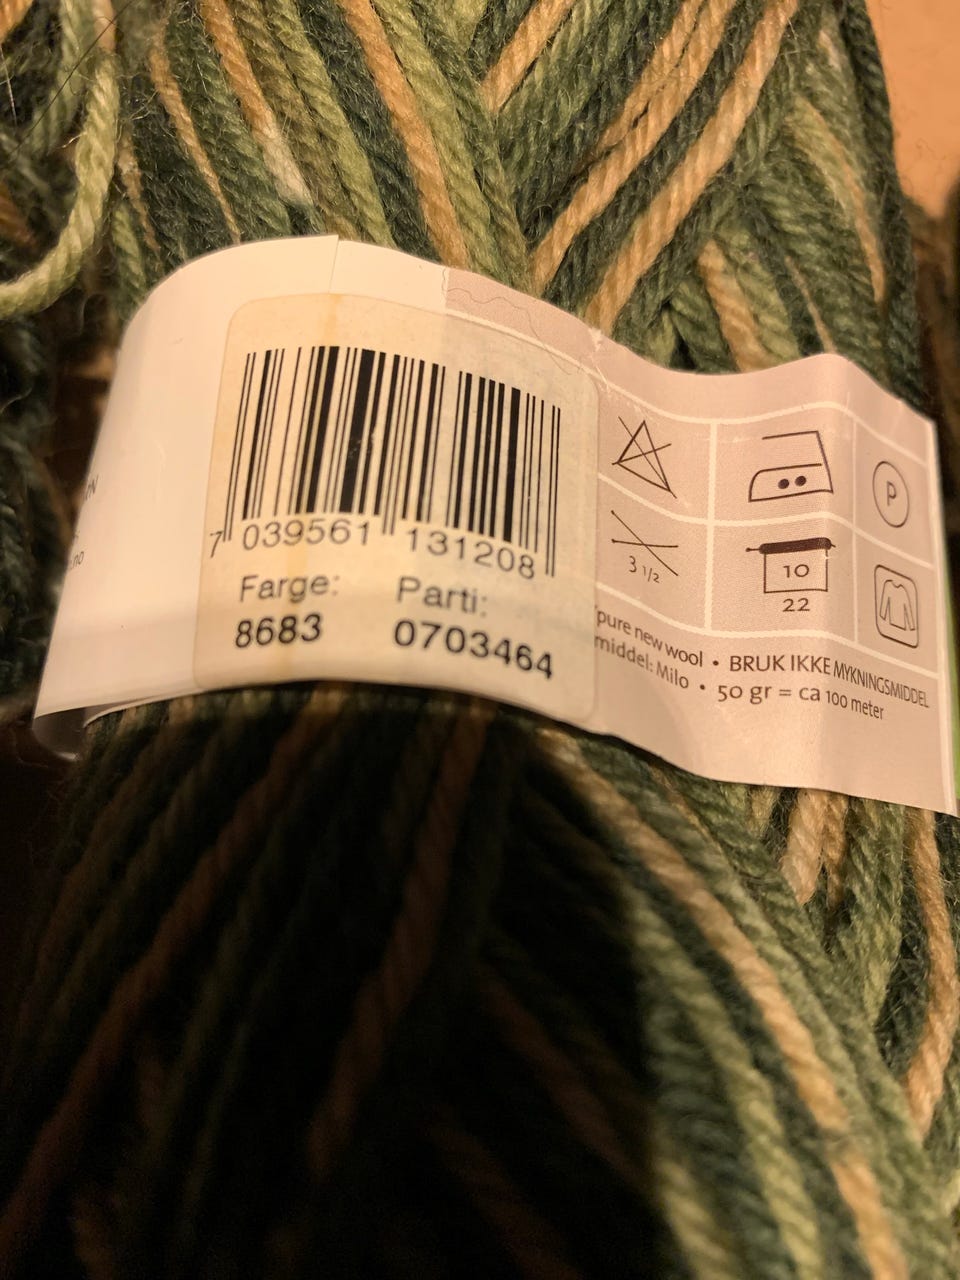 7 039561 131208
Farge: Parti:
8683 0703464
P
3 1/2
10
22
pure new wool • BRUK IKKE MYKNINGSMIDDEL
middel: Milo • 50 gr = ca 100 meter